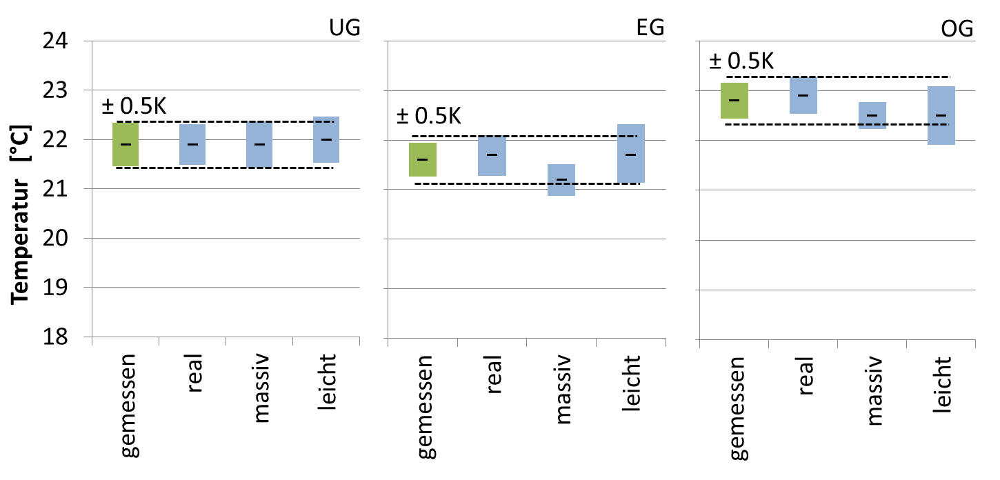 UG
EG
OG
24
23
22
21
20
19
18
Temperatur [°C]
± 0.5K
± 0.5K
± 0.5K
gemessen
real
massiv
leicht
gemessen
real
massiv
leicht
gemessen
real
massiv
leicht